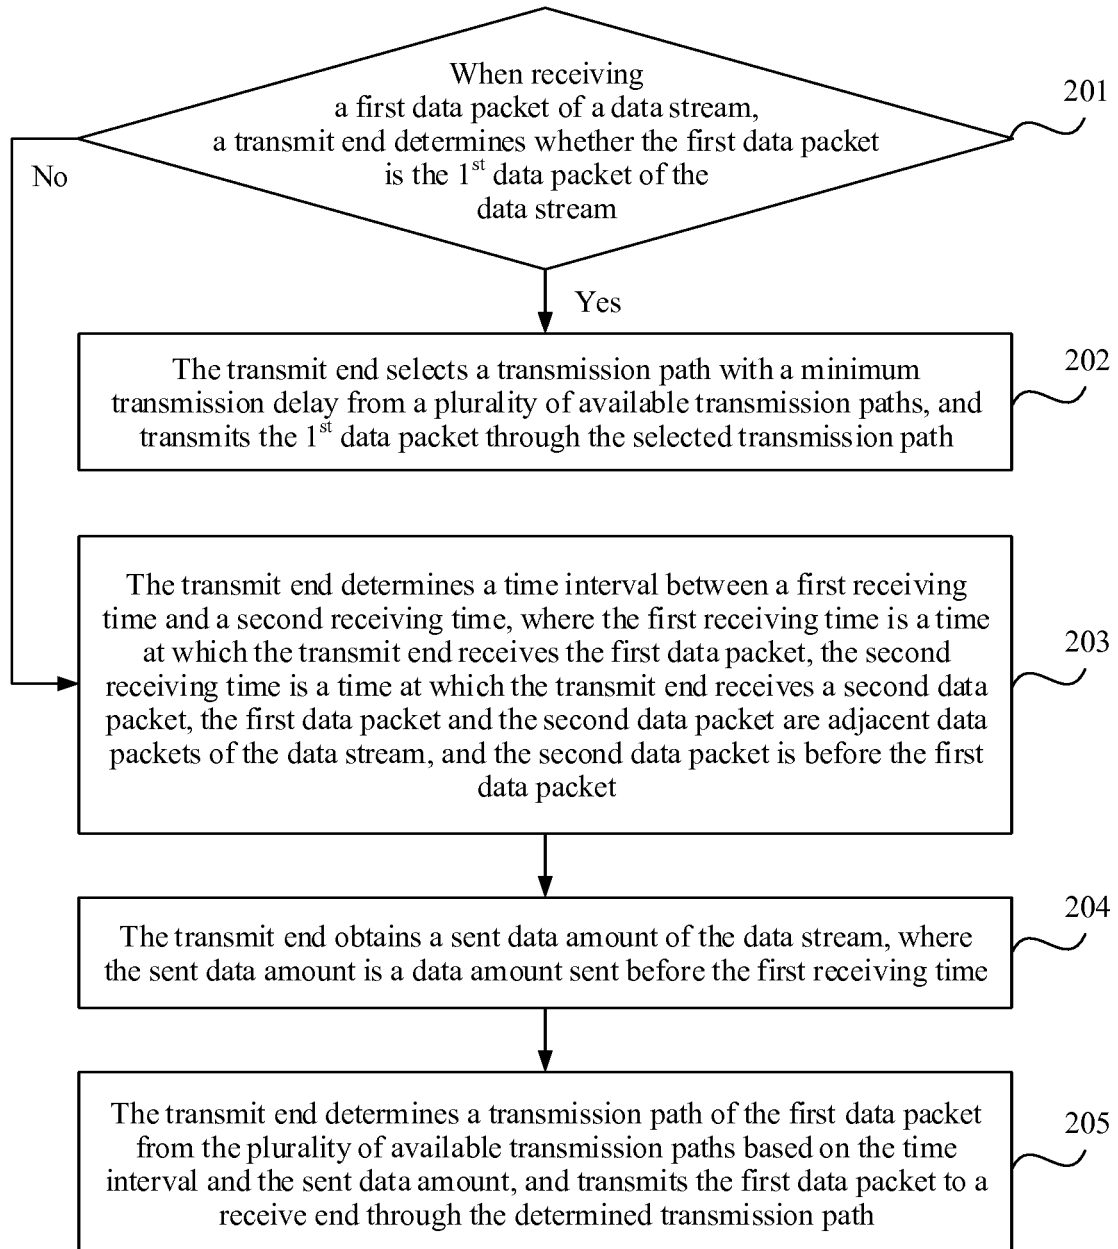 When receiving
a first data packet of a data stream,
a transmit end determines whether the first data packet
is the 1st data packet of the
data stream
201
No
Yes
The transmit end selects a transmission path with a minimum
transmission delay from a plurality of available transmission paths, and
transmits the 1st data packet through the selected transmission path
202
The transmit end determines a time interval between a first receiving
time and a second receiving time, where the first receiving time is a time
at which the transmit end receives the first data packet, the second
receiving time is a time at which the transmit end receives a second data
packet, the first data packet and the second data packet are adjacent data
packets of the data stream, and the second data packet is before the first
data packet
203
The transmit end obtains a sent data amount of the data stream, where
the sent data amount is a data amount sent before the first receiving time
204
The transmit end determines a transmission path of the first data packet
from the plurality of available transmission paths based on the time
interval and the sent data amount, and transmits the first data packet to a
receive end through the determined transmission path
205